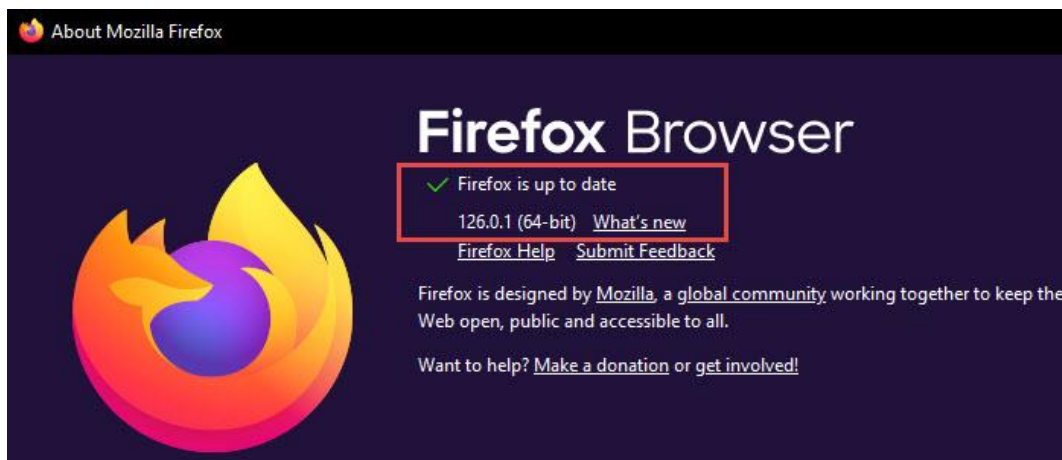 About Mozilla Firefox
Firefox Browser
Firefox is up to date
126.0.1 (64-bit) What's new
Firefox Help Submit Feedback
Firefox is designed by Mozilla, a global community working together to keep the
Web open, public and accessible to all.
Want to help? Make a donation or get involved!